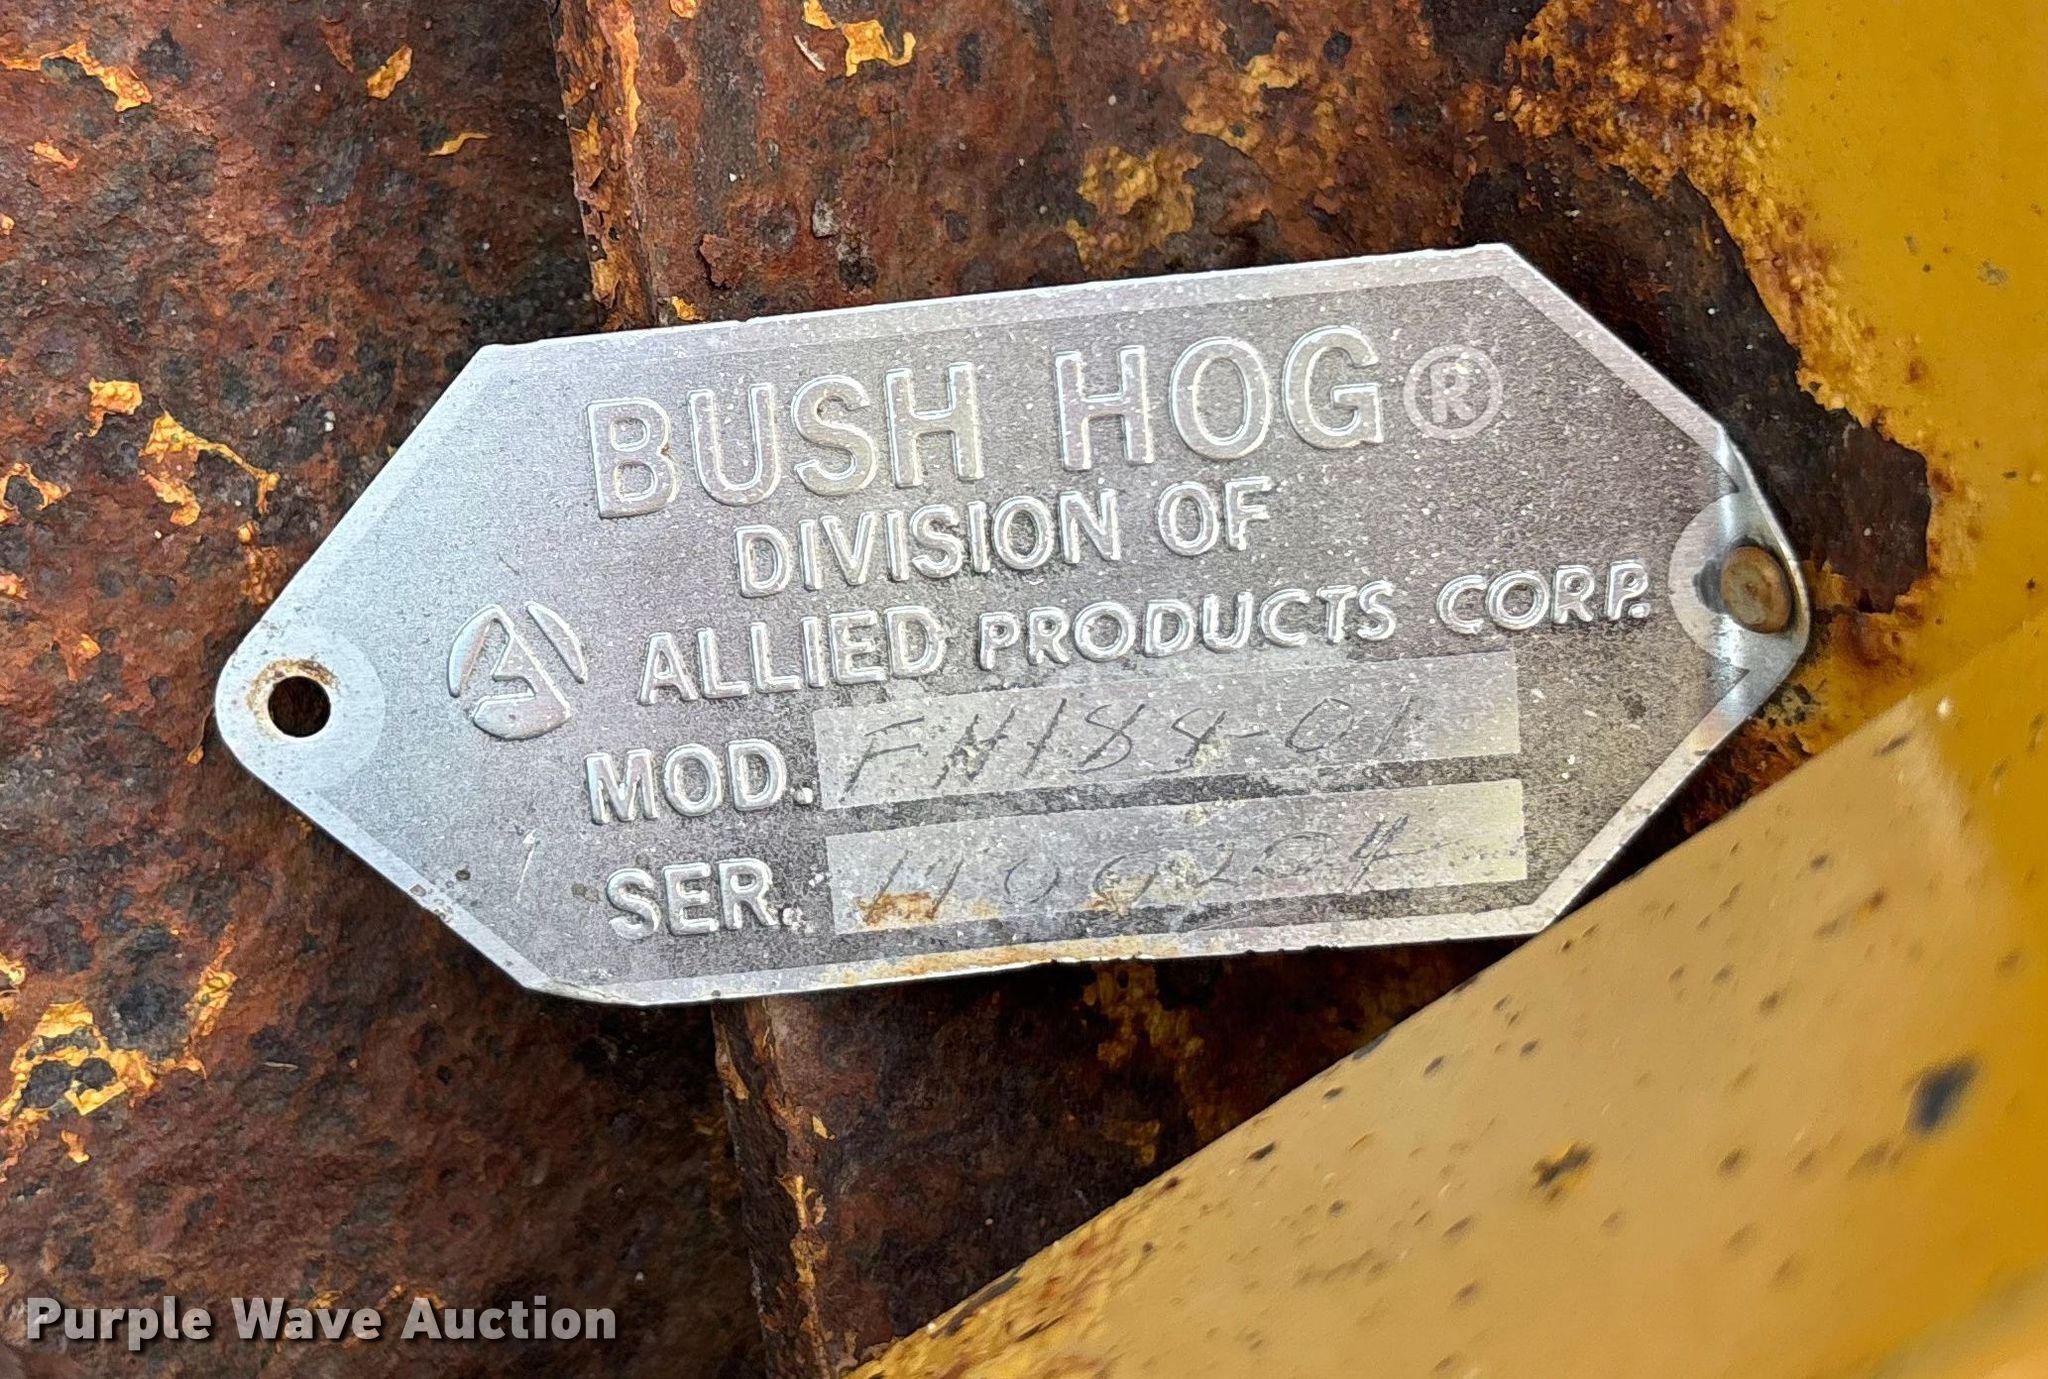 BUSH HOG®
DIVISION OF
ALLIED PRODUCTS CORP.
MOD. FH188-01
SER.
Purple Wave Auction